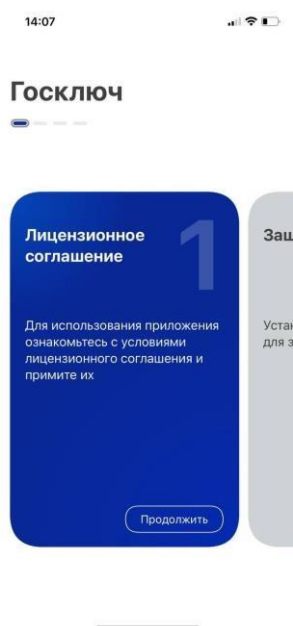 14:07
Госключ
Лицензионное
соглашение
1
Для использования приложения
ознакомьтесь с условиями
лицензионного соглашения и
примите их
Продолжить
Защ
Устан
для з